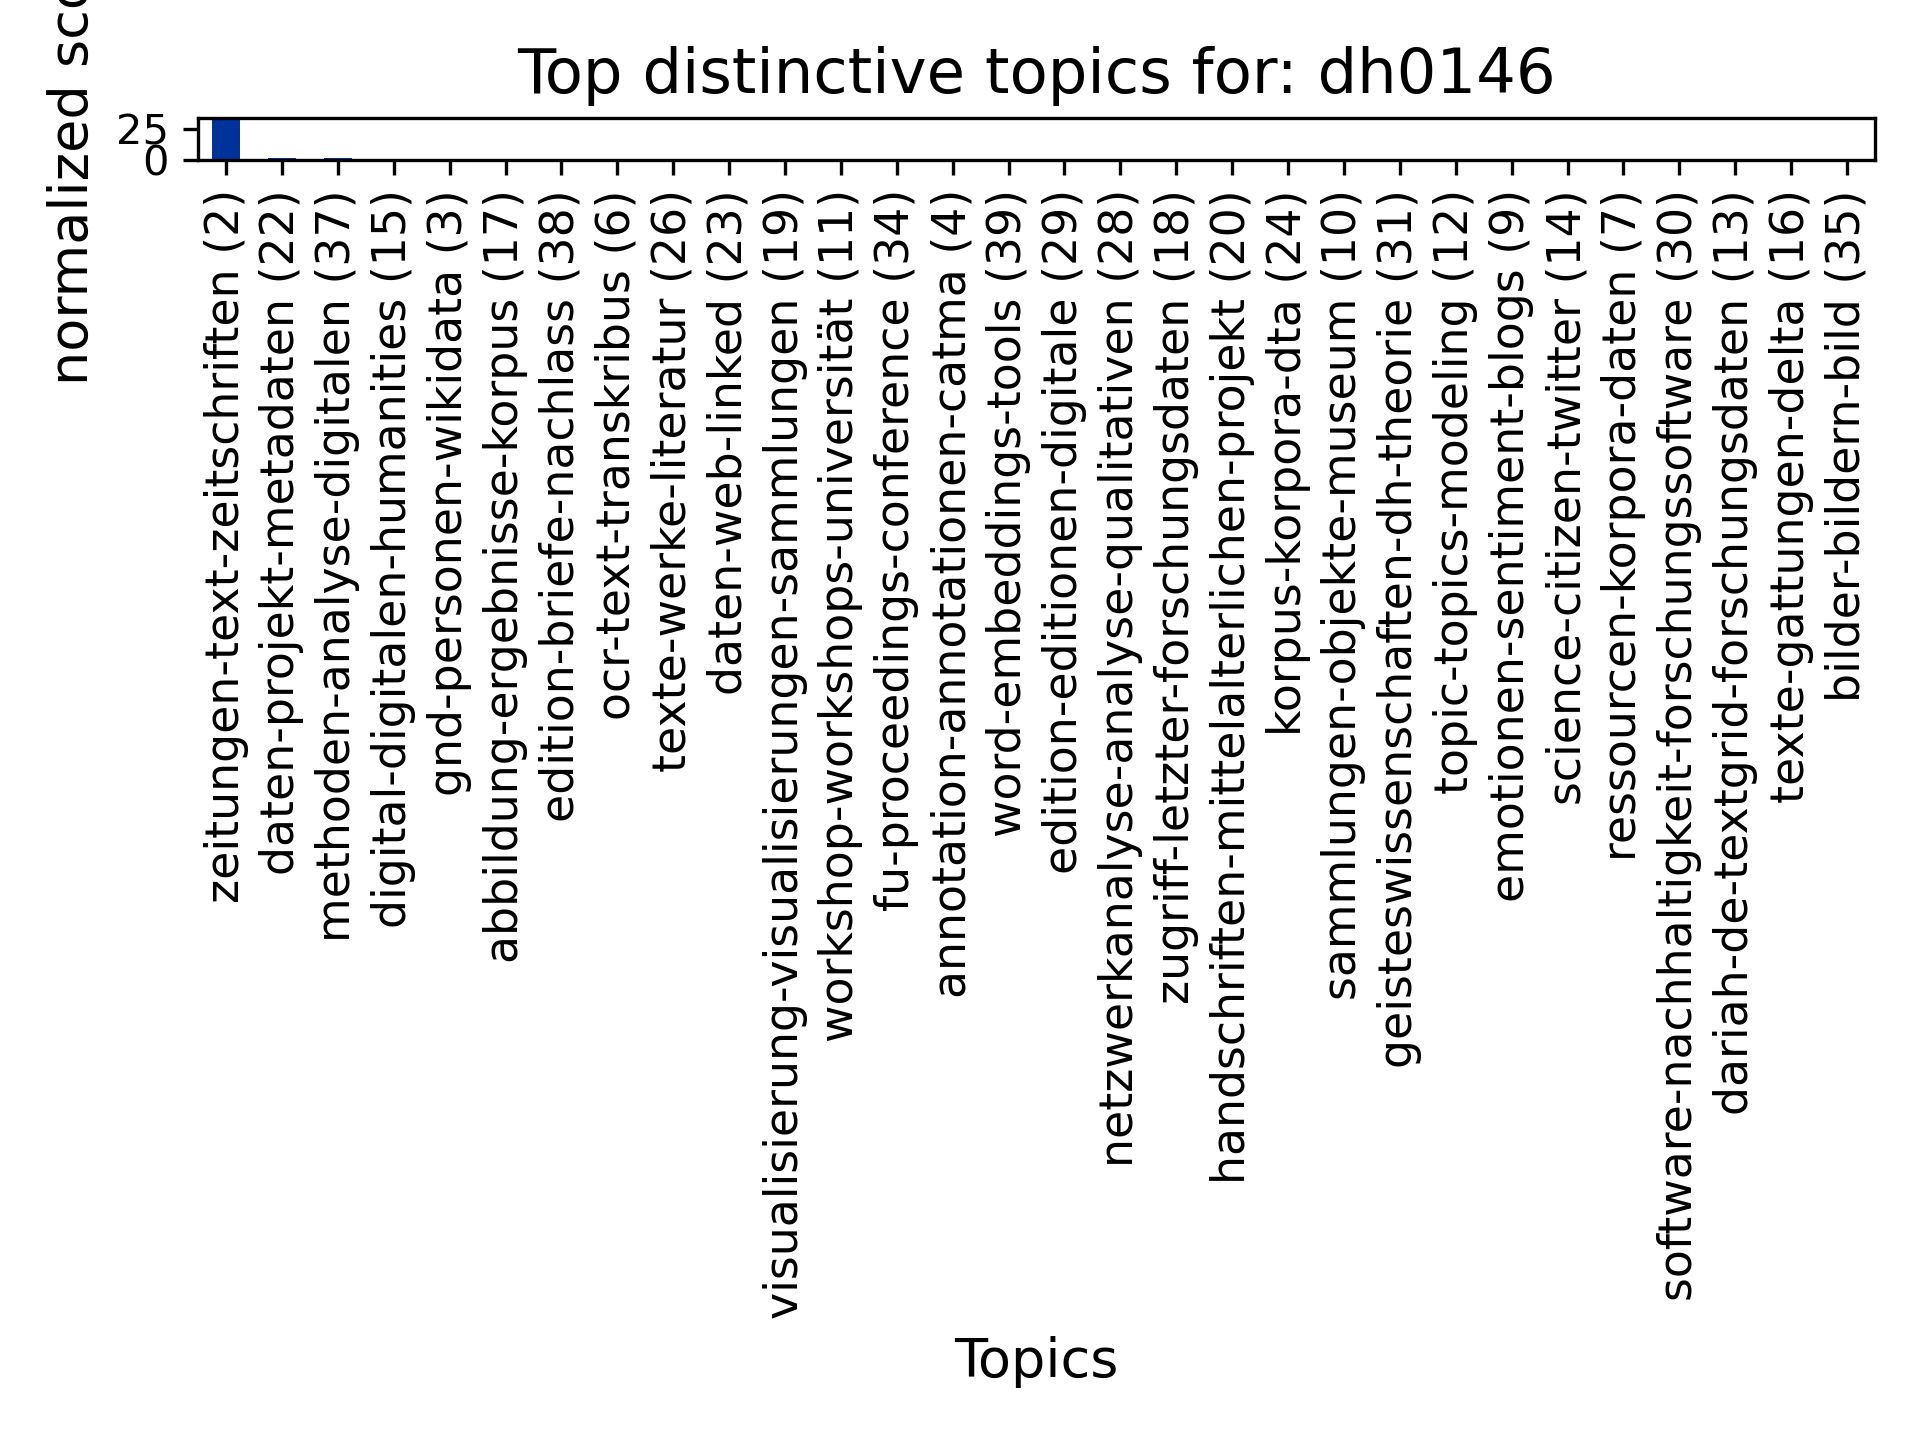 Top distinctive topics for: dh0146
normalized sco
25
0
zeitungen-text-zeitschriften (2)
daten-projekt-metadaten (22)
methoden-analyse-digitalen (37)
digital-digitalen-humanities (15)
gnd-personen-wikidata (3)
abbildung-ergebnisse-korpus (17)
edition-briefe-nachlass (38)
ocr-text-transkribus (6)
texte-werke-literatur (26)
daten-web-linked (23)
visualisierung-visualisierungen-sammlungen (19)
workshop-workshops-universität (11)
fu-proceedings-conference (34)
annotation-annotationen-catma (4)
word-embeddings-tools (39)
edition-editionen-digitale (29)
netzwerkanalyse-analyse-qualitativen (28)
zugriff-letzter-forschungsdaten (18)
handschriften-mittelalterlichen-projekt (20)
korpus-korpora-dta (24)
sammlungen-objekte-museum (10)
geisteswissenschaften-dh-theorie (31)
topic-topics-modeling (12)
emotionen-sentiment-blogs (9)
science-citizen-twitter (14)
ressourcen-korpora-daten (7)
software-nachhaltigkeit-forschungssoftware (30)
dariah-de-textgrid-forschungsdaten (13)
texte-gattungen-delta (16)
bilder-bildern-bild (35)
Topics